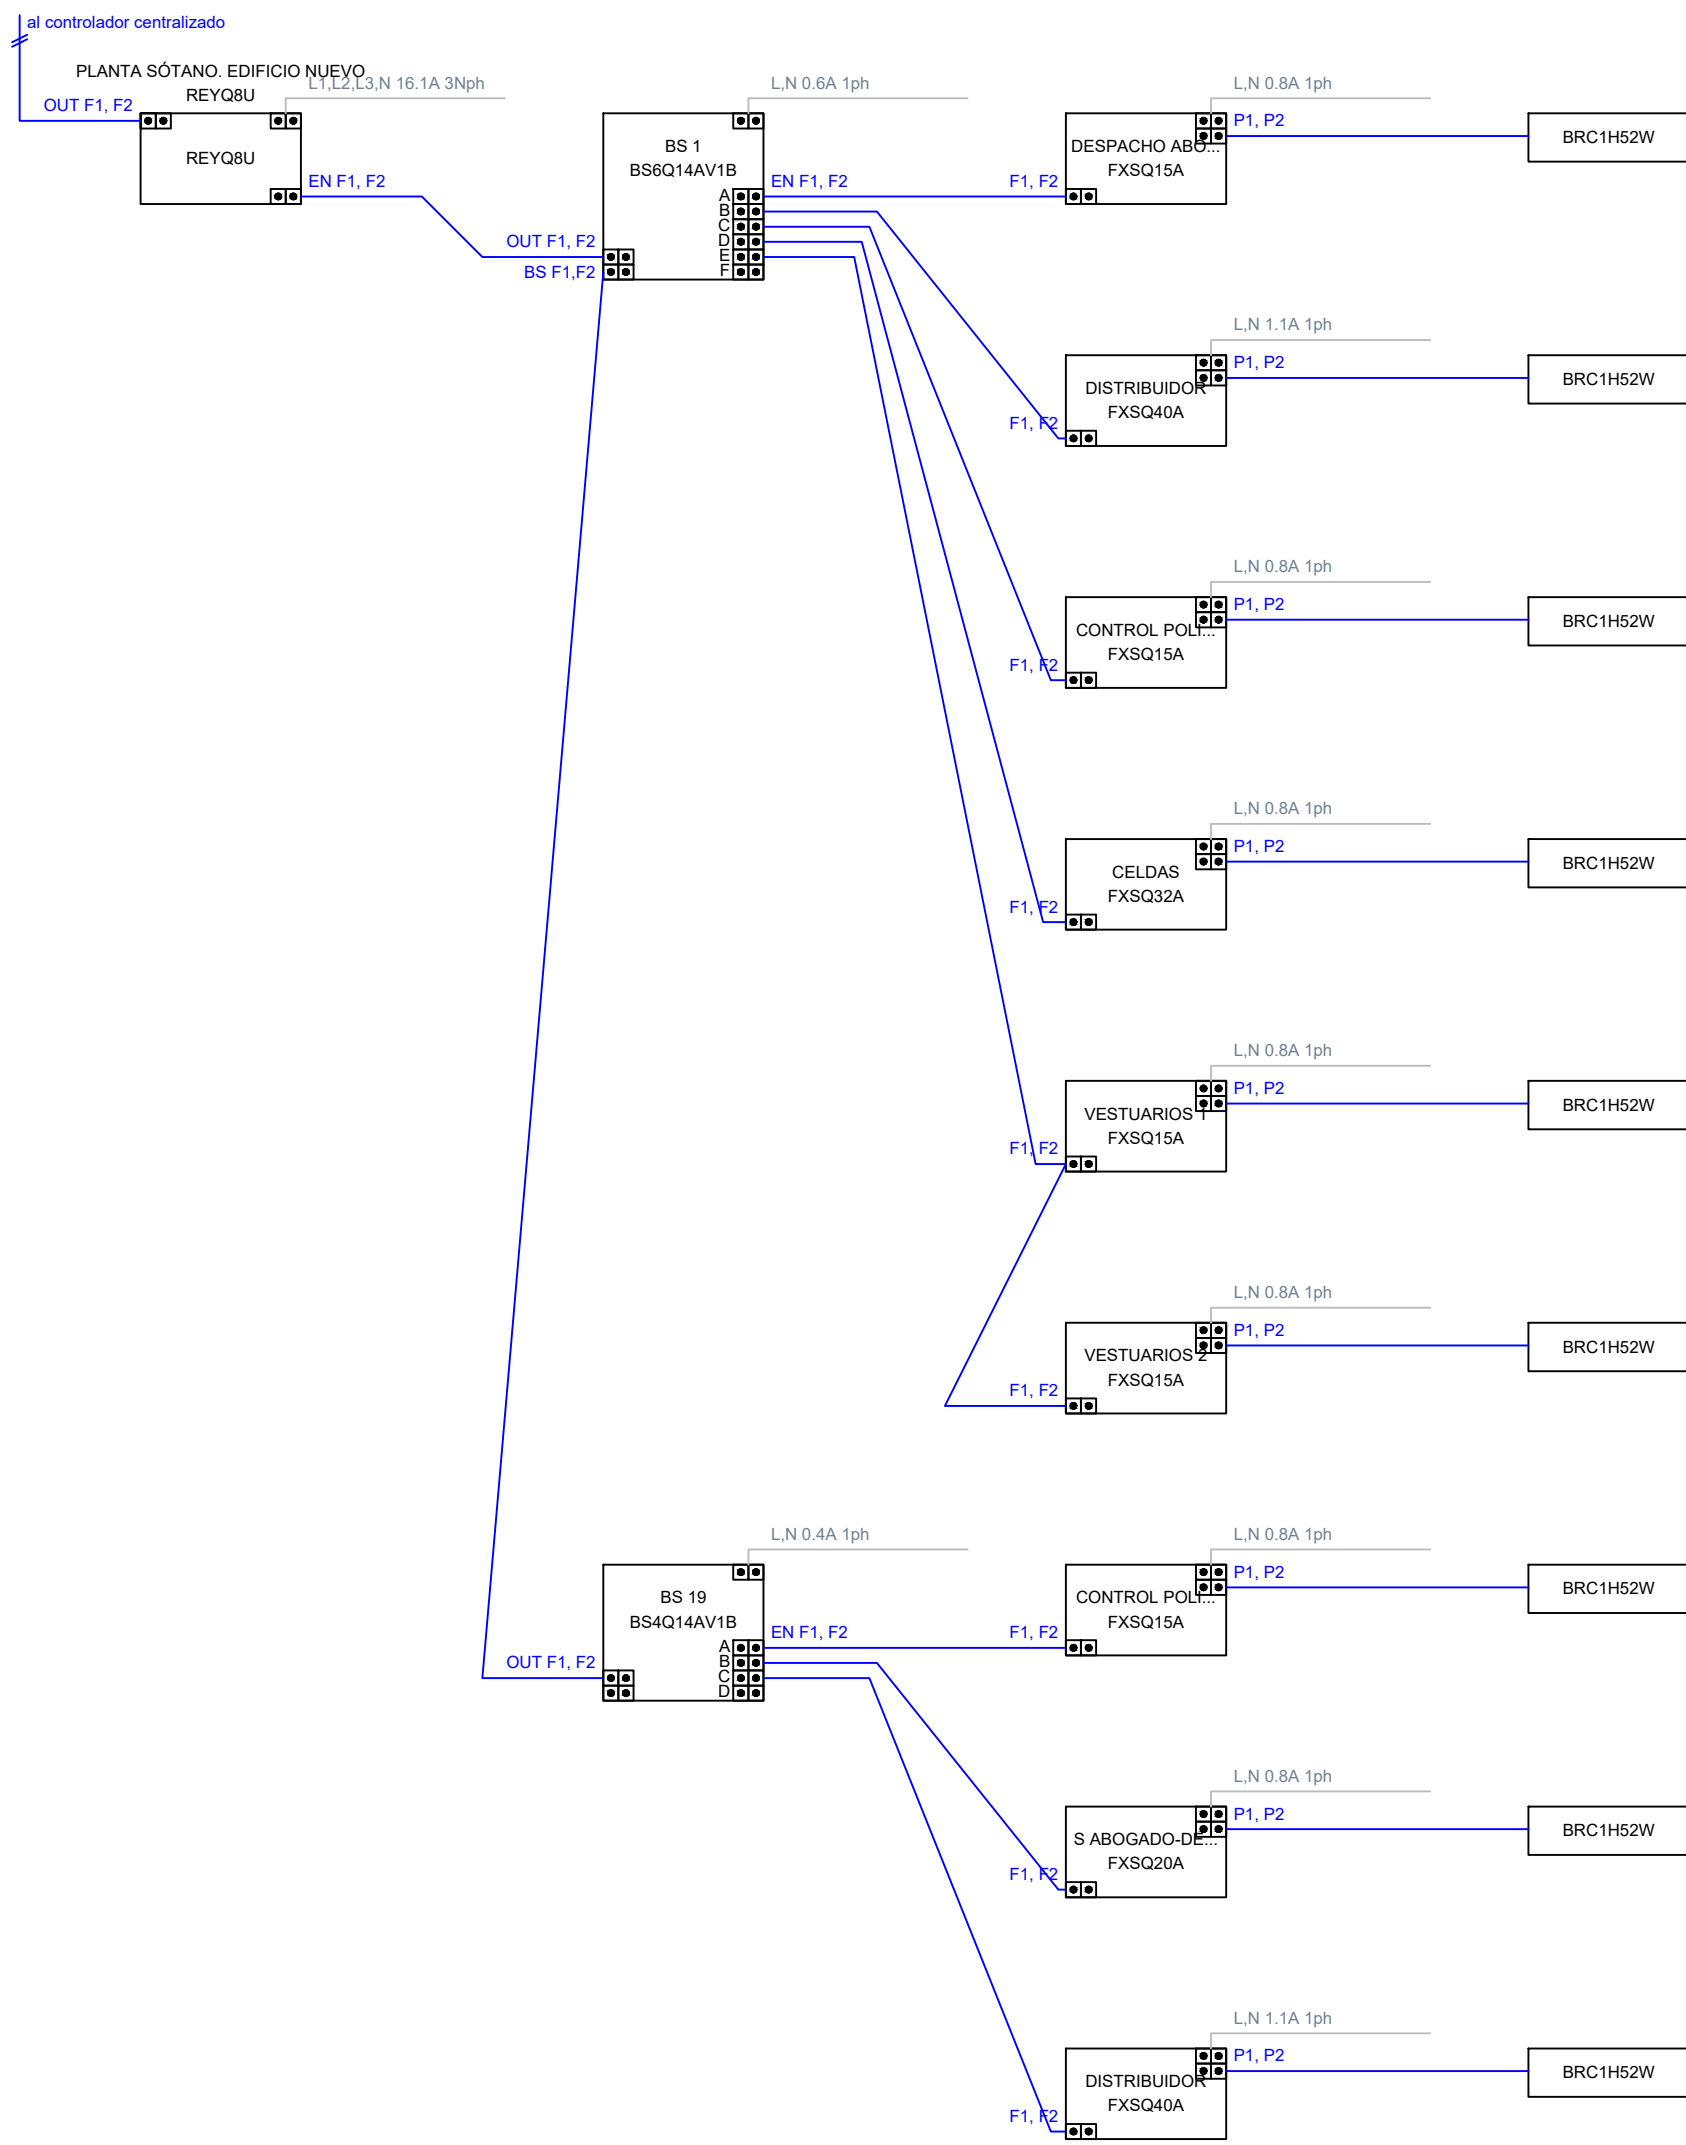 al controlador centralizado
PLANTA SÓTANO. EDIFICIO NUEVO
REYQ8U
L1,L2,L3,N 16.1A 3Nph
OUT F1, F2
REYQ8U
EN F1, F2
L,N 0.6A 1ph
BS 1
BS6Q14AV1B
A
B
C
D
E
F
EN F1, F2
OUT F1, F2
BS F1,F2
L,N 0.8A 1ph
P1, P2
DESPACHO ABO...
FXSQ15A
F1, F2
BRC1H52W
L,N 1.1A 1ph
P1, P2
DISTRIBUIDOR
FXSQ40A
F1, F2
BRC1H52W
L,N 0.8A 1ph
P1, P2
CONTROL POLI...
FXSQ15A
F1, F2
BRC1H52W
L,N 0.8A 1ph
P1, P2
CELDAS
FXSQ32A
F1, F2
BRC1H52W
L,N 0.8A 1ph
P1, P2
VESTUARIOS 1
FXSQ15A
F1, F2
BRC1H52W
L,N 0.8A 1ph
P1, P2
VESTUARIOS 2
FXSQ15A
F1, F2
BRC1H52W
L,N 0.4A 1ph
BS 19
BS4Q14AV1B
A
B
C
D
EN F1, F2
OUT F1, F2
L,N 0.8A 1ph
P1, P2
CONTROL POLI...
FXSQ15A
F1, F2
BRC1H52W
L,N 0.8A 1ph
P1, P2
S ABOGADO-DE...
FXSQ20A
F1, F2
BRC1H52W
L,N 1.1A 1ph
P1, P2
DISTRIBUIDOR
FXSQ40A
F1, F2
BRC1H52W